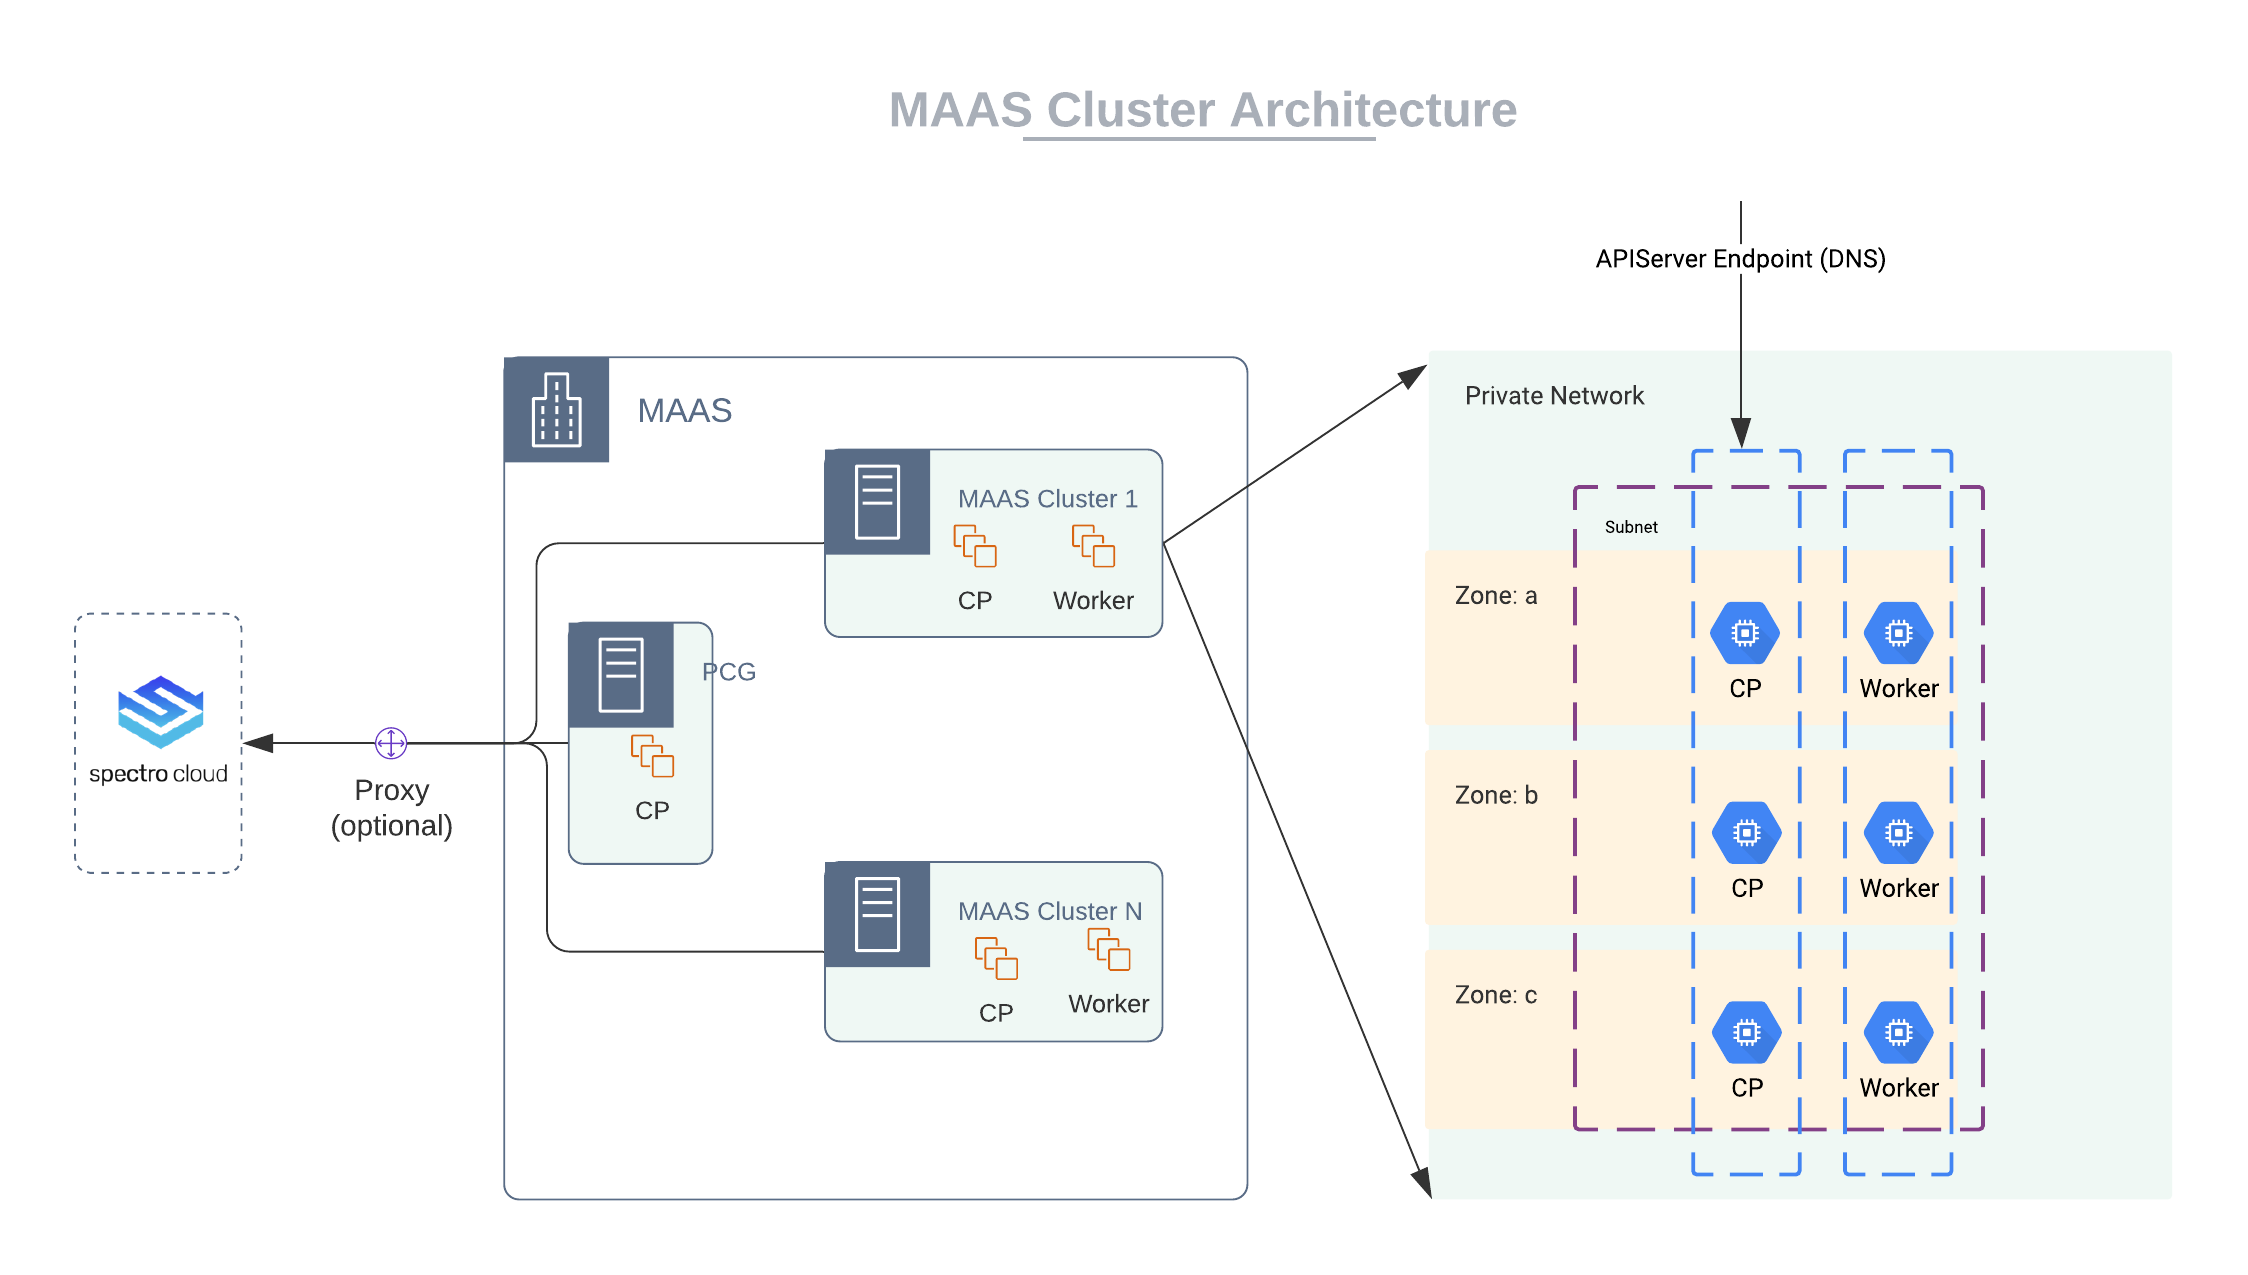 MAAS Cluster Architecture
APIServer Endpoint (DNS)
MAAS
MAAS Cluster 1
CP
Worker
PCG
CP
MAAS Cluster N
CP
Worker
spectro cloud
Proxy
(optional)
Private Network
Subnet
Zone: a
CP
Worker
Zone: b
CP
Worker
Zone: c
CP
Worker